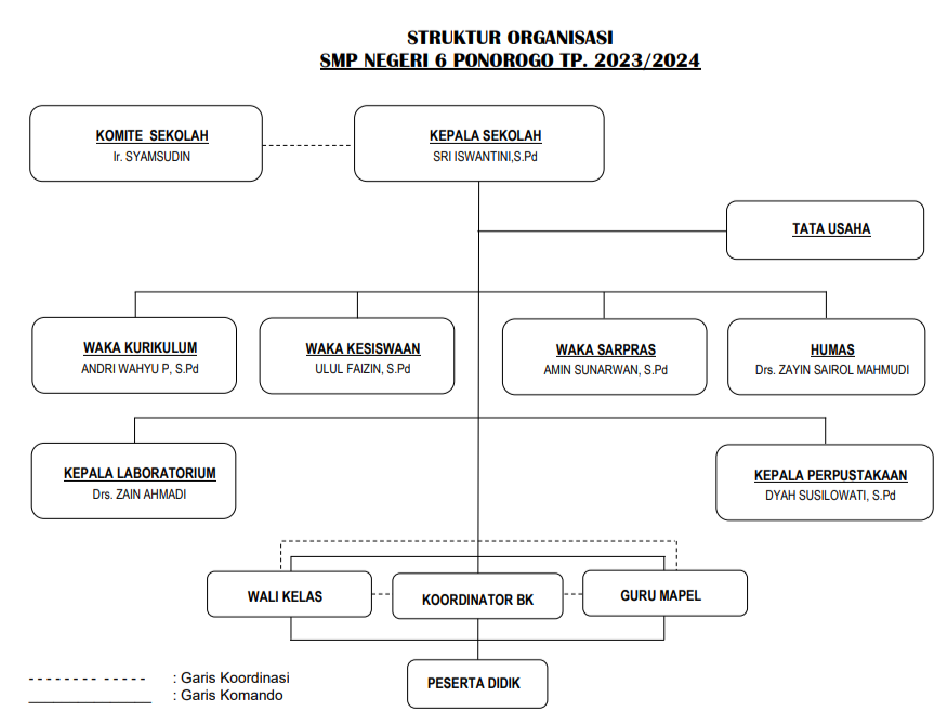 STRUKTUR ORGANISASI
SMP NEGERI 6 PONOROGO TP. 2023/2024
KOMITE SEKOLAH
Ir. SYAMSUDIN
KEPALA SEKOLAH
SRI ISWANTINI,S.Pd
TATA USAHA
WAKA KURIKULUM
ANDRI WAHYU P, S.Pd
WAKA KESISWAAN
ULUL FAIZIN, S.Pd
WAKA SARPRAS
AMIN SUNARWAN, S.Pd
HUMAS
Drs. ZAYIN SAIROL MAHMUDI
KEPALA LABORATORIUM
Drs. ZAIN AHMADI
KEPALA PERPUSTAKAAN
DYAH SUSILOWATI, S.Pd
WALI KELAS
KOORDINATOR BK
GURU MAPEL
PESERTA DIDIK
: Garis Koordinasi
: Garis Komando